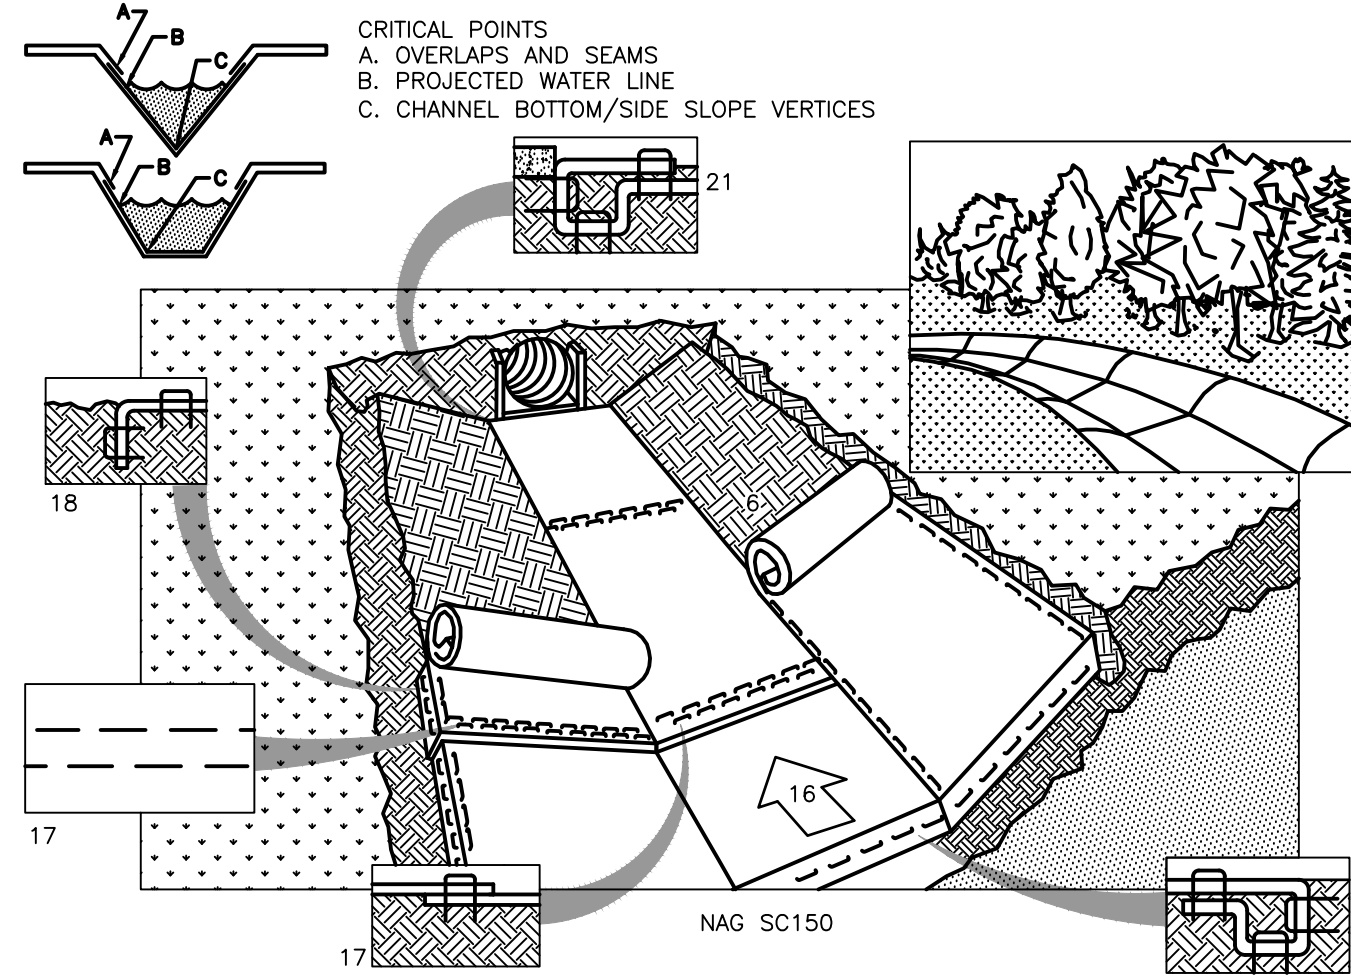 A
B
C
CRITICAL POINTS
A. OVERLAPS AND SEAMS
B. PROJECTED WATER LINE
C. CHANNEL BOTTOM/SIDE SLOPE VERTICES
A
B
C
21
18
6
16
17
17
NAG SC150